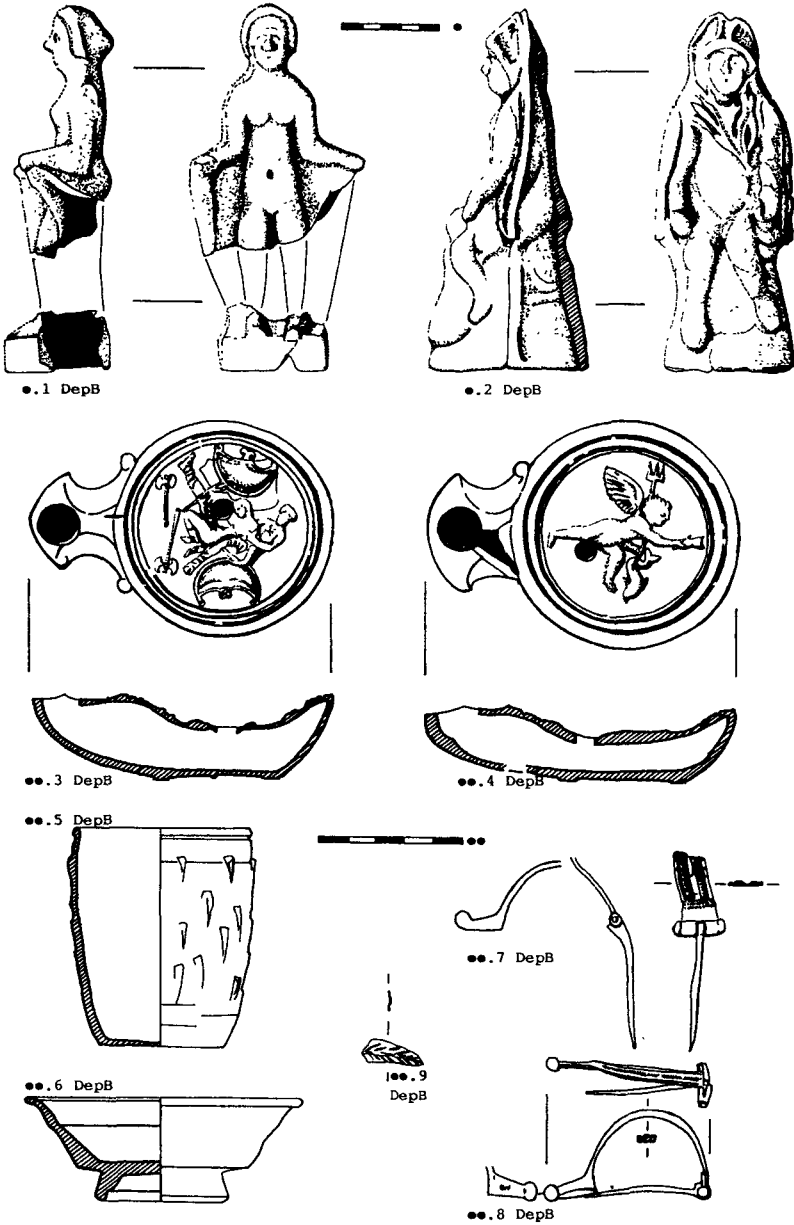 ●
●.1 DepB
●.2 DepB
●●.3 DepB
●●.4 DepB
●●.5 DepB
●●
●●.7 DepB
●●.6 DepB
●●.9
DepB
●●.8 DepB